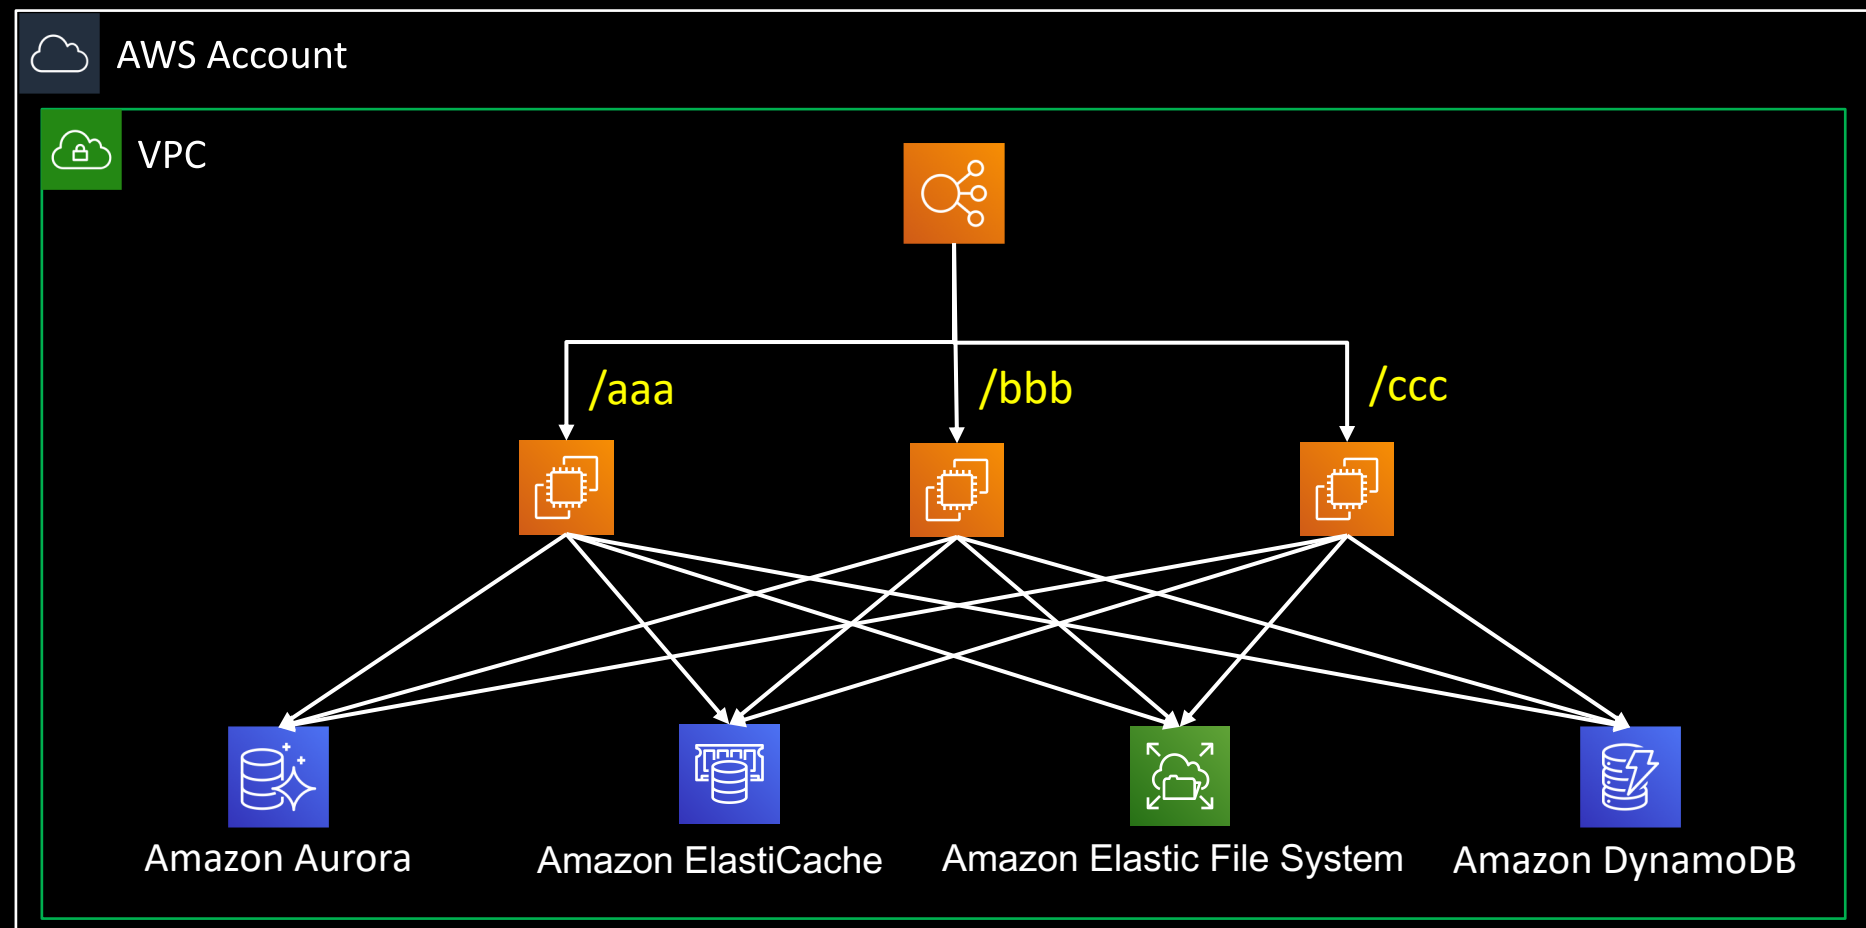 AWS Account
VPC
/aaa
/bbb
/ccc
Amazon Aurora
Amazon ElastiCache
Amazon Elastic File System
Amazon DynamoDB